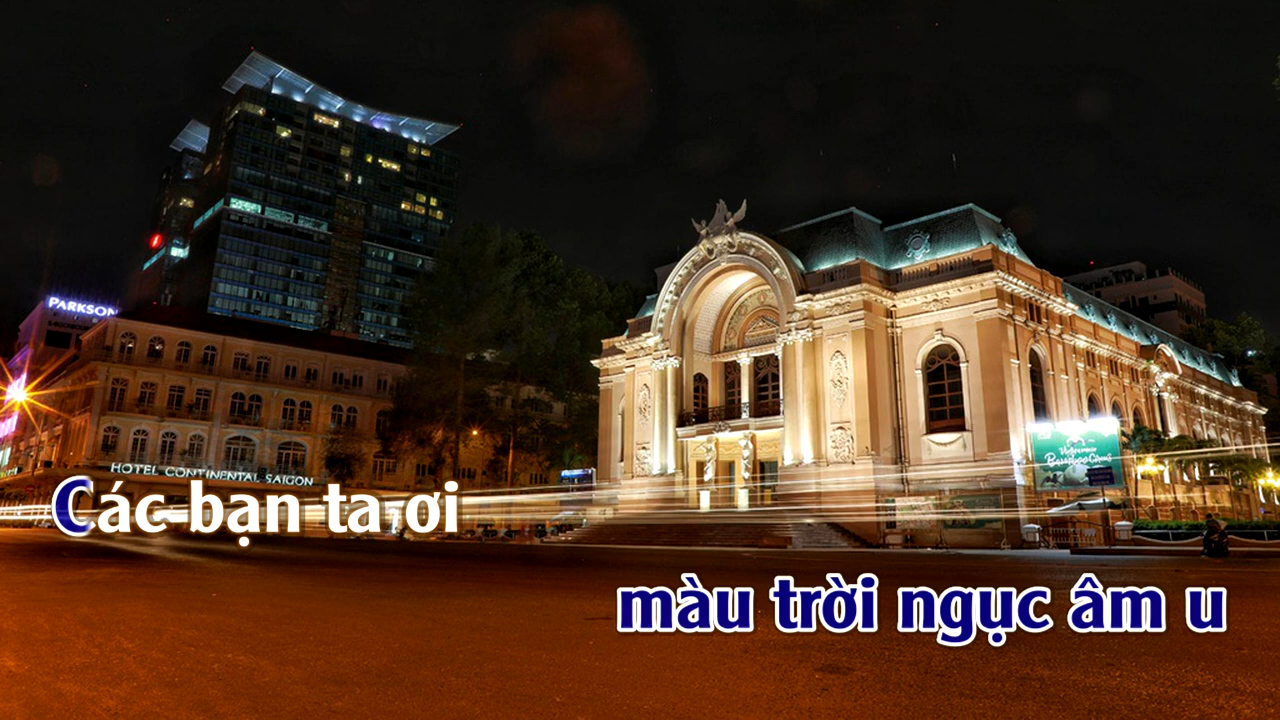 PARKSON
HOTEL CONTINENTAL SAIGON
Các bạn ta ơi
màu trời ngục âm u